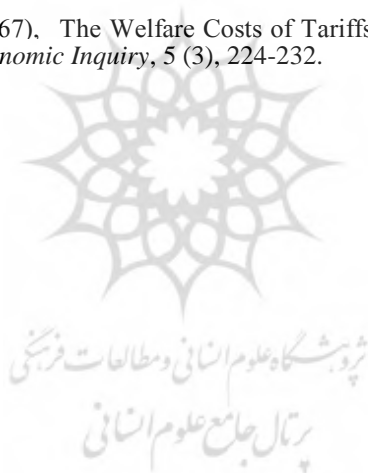 67), The Welfare Costs of Tariffs
nomic Inquiry, 5 (3), 224-232.
پژوهشگاه علوم انسانی و مطالعات فرهنگی
پرتال جامع علوم انسانی